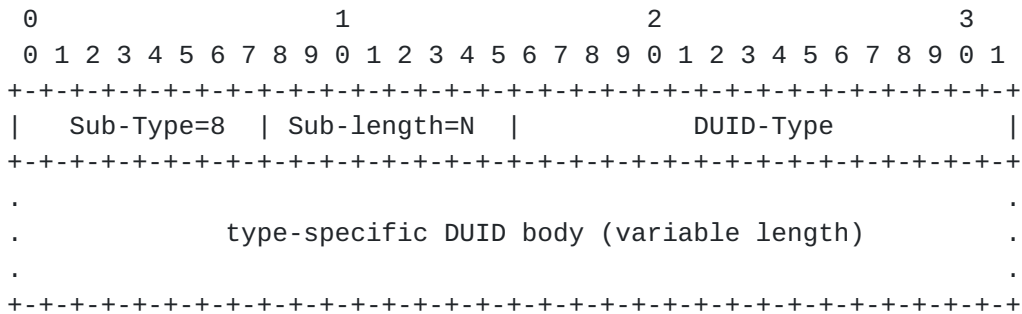 0                   1                   2                   3
 0 1 2 3 4 5 6 7 8 9 0 1 2 3 4 5 6 7 8 9 0 1 2 3 4 5 6 7 8 9 0 1
+-+-+-+-+-+-+-+-+-+-+-+-+-+-+-+-+-+-+-+-+-+-+-+-+-+-+-+-+-+-+-+-+
|   Sub-Type=8  | Sub-length=N  |           DUID-Type           |
+-+-+-+-+-+-+-+-+-+-+-+-+-+-+-+-+-+-+-+-+-+-+-+-+-+-+-+-+-+-+-+-+
.                                                               .
.             type-specific DUID body (variable length)         .
.                                                               .
+-+-+-+-+-+-+-+-+-+-+-+-+-+-+-+-+-+-+-+-+-+-+-+-+-+-+-+-+-+-+-+-+